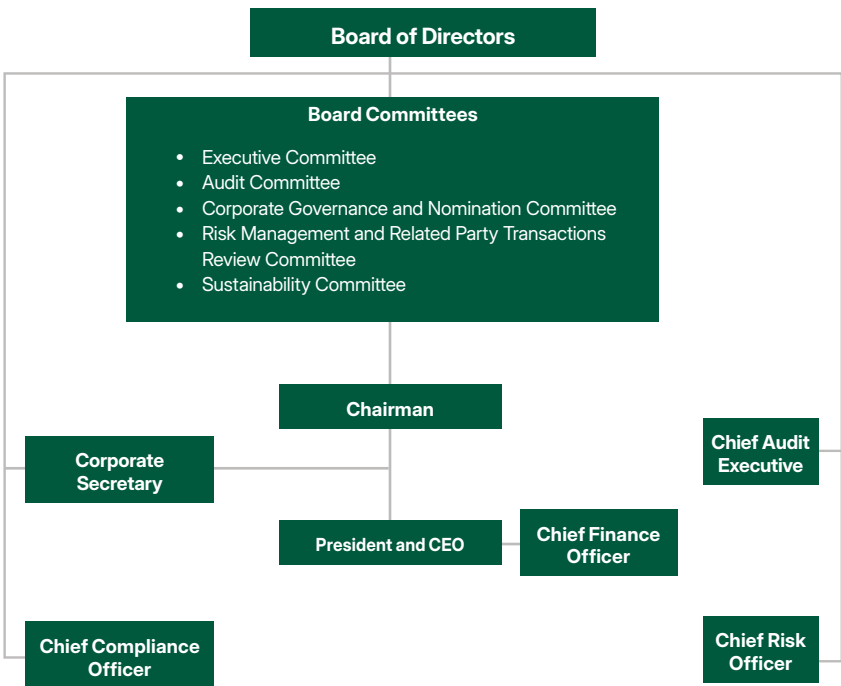 Board of Directors
Board Committees
• Executive Committee
• Audit Committee
• Corporate Governance and Nomination Committee
• Risk Management and Related Party Transactions
Review Committee
• Sustainability Committee
Chairman
Corporate
Secretary
Chief Audit
Executive
President and CEO
Chief Finance
Officer
Chief Compliance
Officer
Chief Risk
Officer